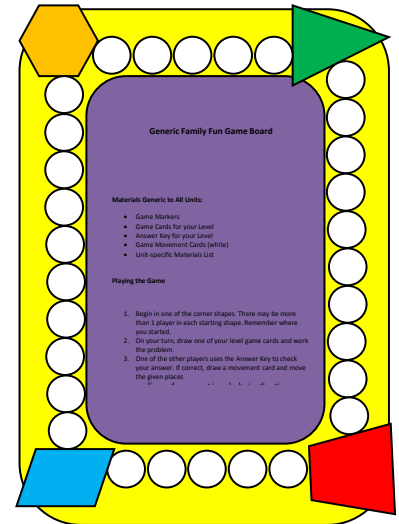 Generic Family Fun Game Board
Materials Generic to All Units:
• Game Markers
• Game Cards for your Level
• Answer Key for your Level
• Game Movement Cards (white)
• Unit-specific Materials List
Playing the Game
1. Begin in one of the corner shapes. There may be more
than 1 player in each starting shape. Remember where
you started.
2. On your turn, draw one of your level game cards and work
the problem.
3. One of the other players uses the Answer Key to check
your answer. If correct, draw a movement card and move
the given places